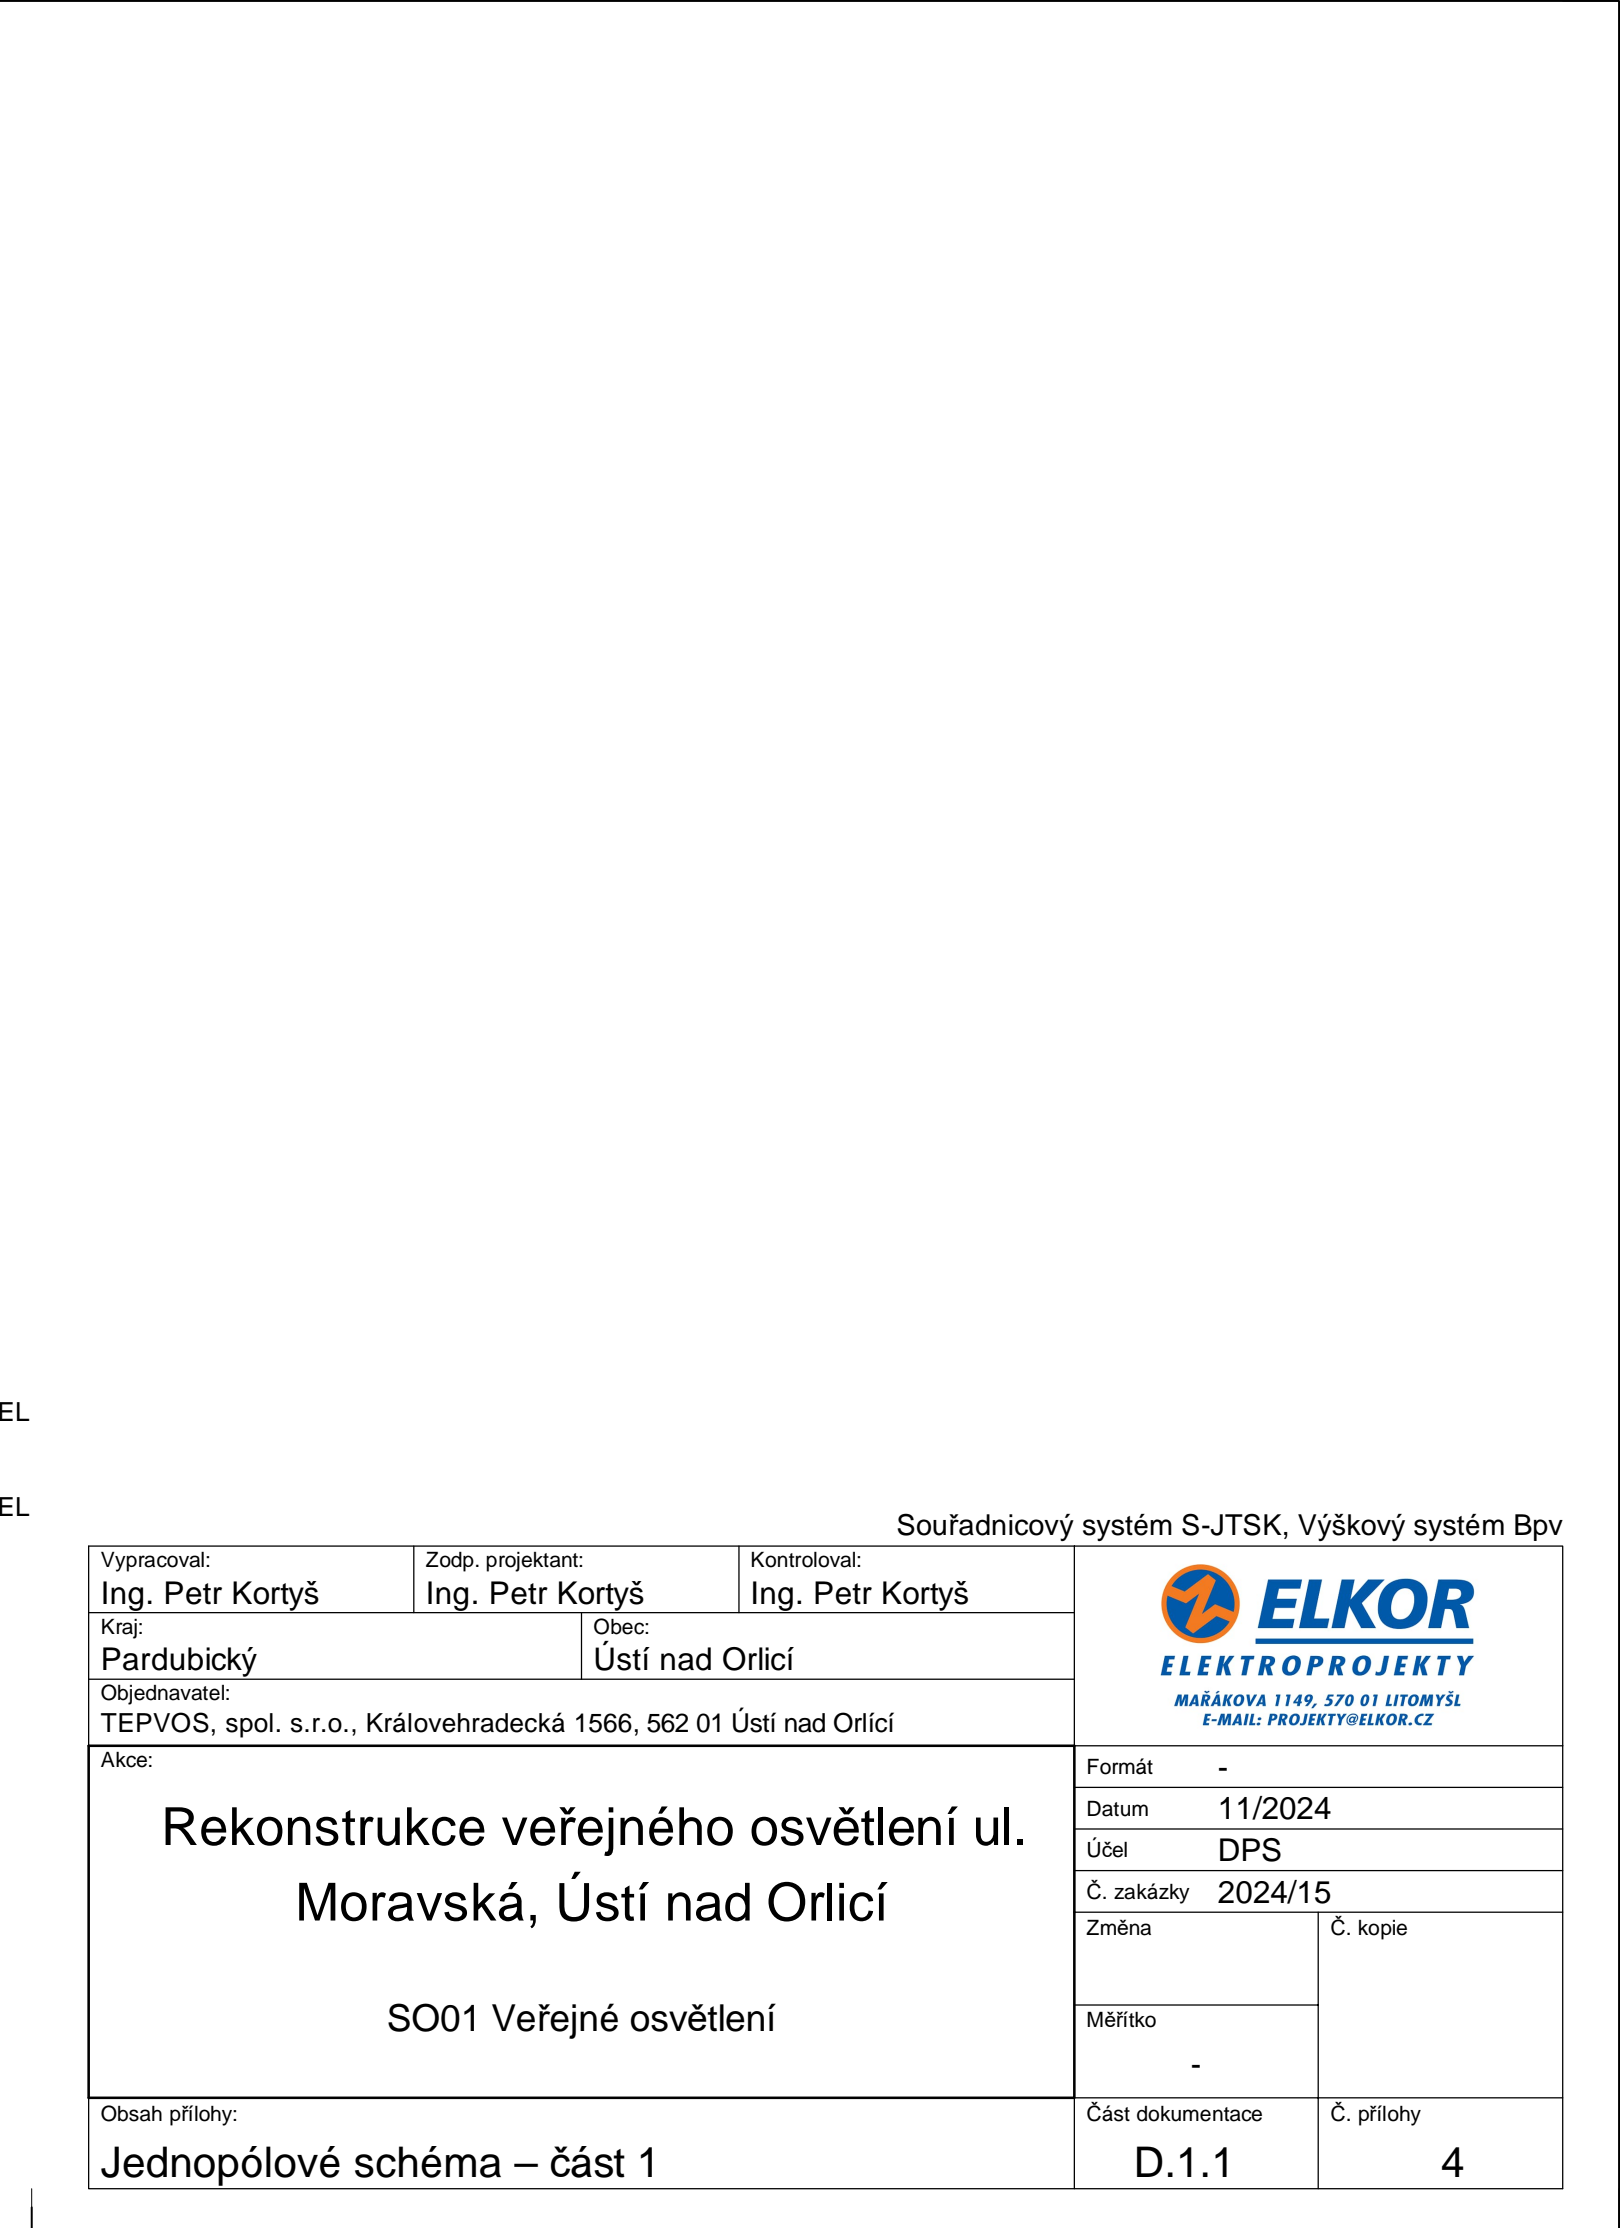 EL
EL
Souřadnicový systém S-JTSK, Výškový systém Bpv
Vypracoval:
Ing. Petr Kortyš
Zodp. projektant:
Ing. Petr Kortyš
Kontroloval:
Ing. Petr Kortyš
Kraj:
Pardubický
Obec:
Ústí nad Orlicí
Objednavatel:
TEPVOS, spol. s.r.o., Královehradecká 1566, 562 01 Ústí nad Orlící
ELKOR
ELEKTROPROJEKTY
MAŘÁKOVA 1149, 570 01 LITOMYŠL
E-MAIL: PROJEKTY@ELKOR.CZ
Akce:
Rekonstrukce veřejného osvětlení ul.
Moravská, Ústí nad Orlicí
SO01 Veřejné osvětlení
Formát -
Datum 11/2024
Účel DPS
Č. zakázky 2024/15
Změna
Č. kopie
Měřítko
-
Obsah přílohy:
Jednopólové schéma – část 1
Část dokumentace
D.1.1
Č. přílohy
4